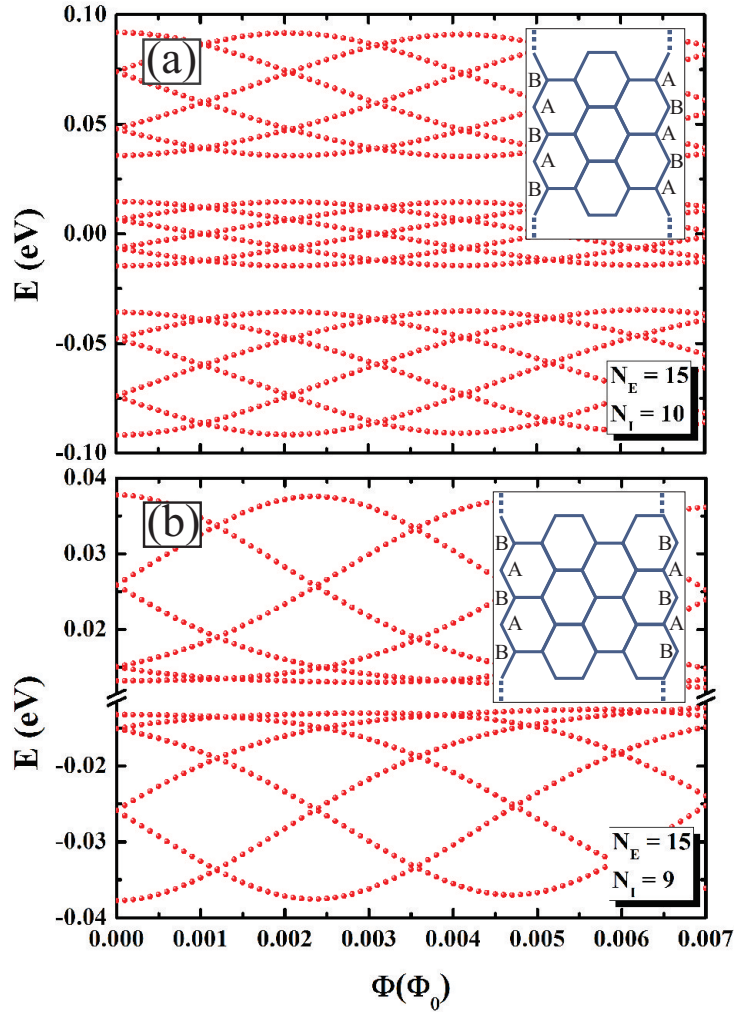 (a)
E (eV)
0.10
0.05
0.00
-0.05
-0.10
B
A
B
A
B
A
B
A
B
A
N_E = 15
N_I = 10
(b)
E (eV)
0.04
0.03
0.02
-0.02
-0.03
-0.04
B
A
B
A
B
B
A
B
A
B
N_E = 15
N_I = 9
0.000 0.001 0.002 0.003 0.004 0.005 0.006 0.007
Φ(Φ_0)